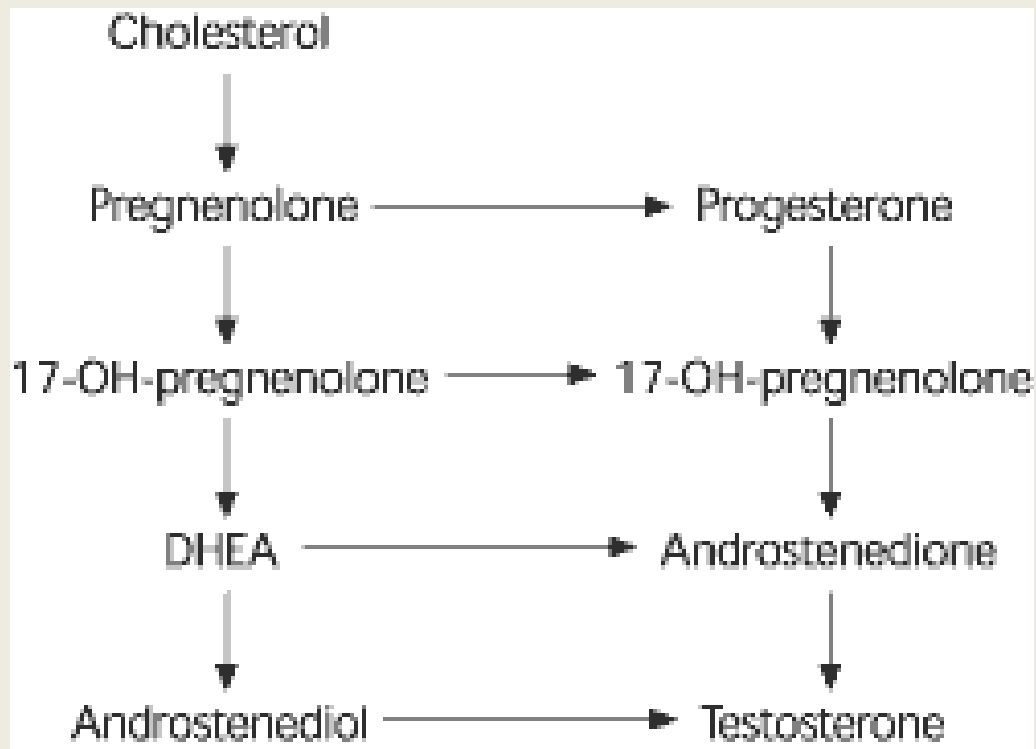 Cholesterol
Pregnenolone Progesterone
17-OH-pregnenolone 17-OH-pregnenolone
DHEA Androstenedione
Androstenediol Testosterone